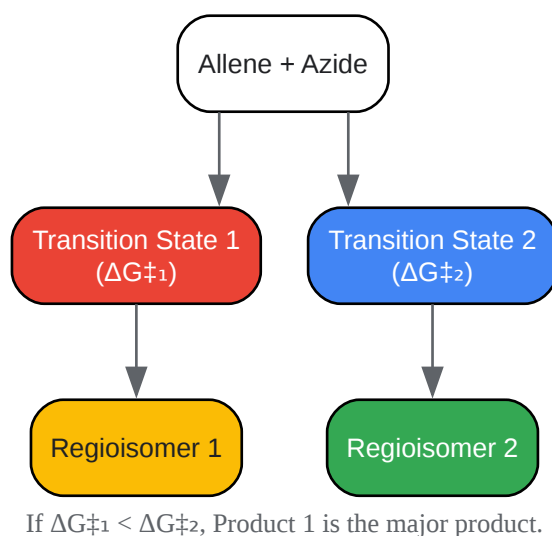 Allene + Azide
Transition State 1
(ΔG‡₁)
Transition State 2
(ΔG‡₂)
Regioisomer 1
Regioisomer 2
If ΔG‡₁ < ΔG‡₂, Product 1 is the major product.